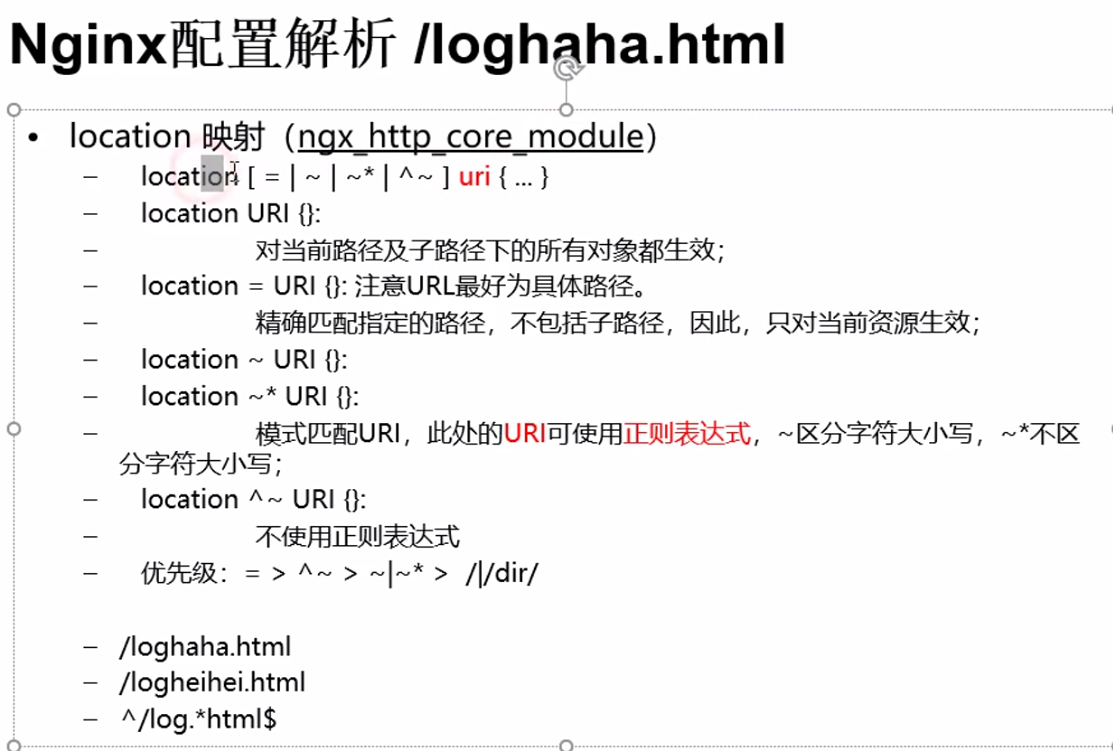 Nginx配置解析 /loghaha.html
• location 映射（ngx_http_core_module）
– location [ = | ~ | ~* | ^~ ] uri { ... }
– location URI {}:
– 对当前路径及子路径下的所有对象都生效；
– location = URI {}: 注意URL最好为具体路径。
– 精确匹配指定的路径，不包括子路径，因此，只对当前资源生效；
– location ~ URI {}:
– location ~* URI {}:
– 模式匹配URI，此处的URI可使用正则表达式，~区分字符大小写，~*不区
分字符大小写；
– location ^~ URI {}:
– 不使用正则表达式
– 优先级：= > ^~ > ~|~* > /|/dir/
– /loghaha.html
– /logheihei.html
– ^/log.*html$